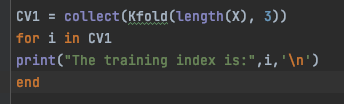 CV1 = collect(Kfold(length(X), 3))
for i in CV1
print("The training index is:",i,'\n')
end